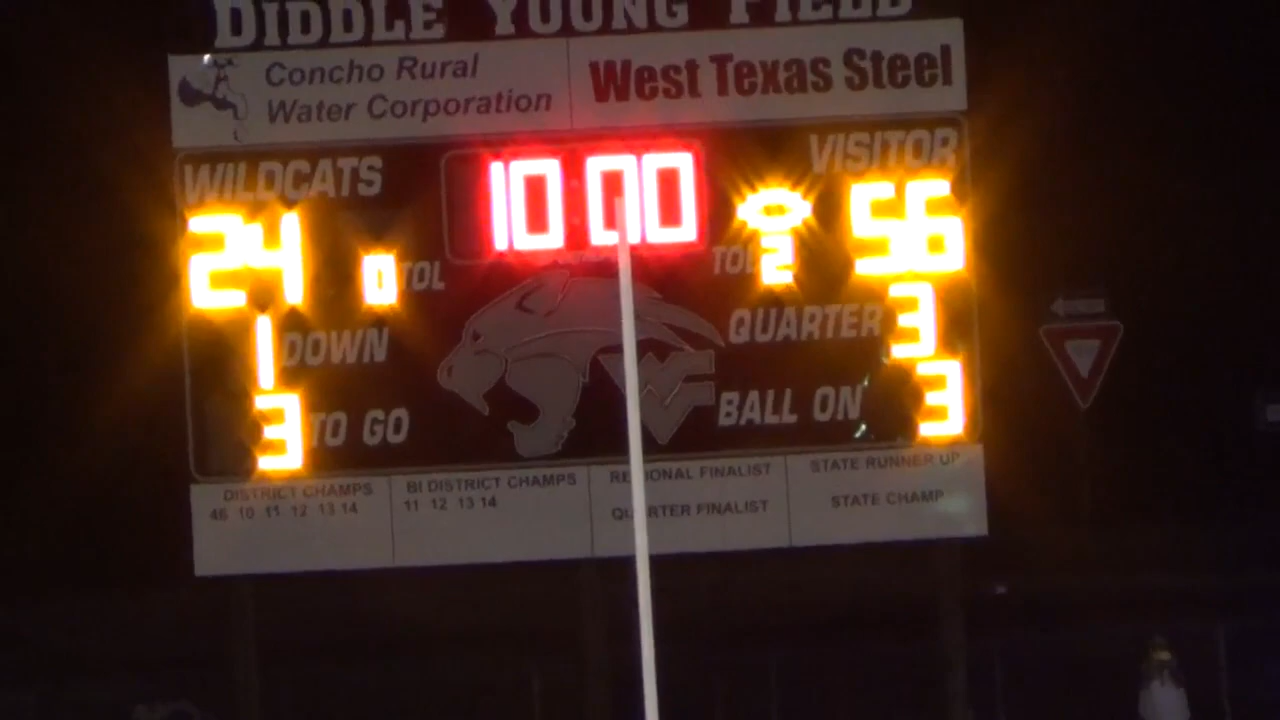 DIDDLE YOUNG FIELD
Concho Rural
Water Corporation
West Texas Steel
WILDCATS
10:00
VISITOR
24
0 TOL
TOL 2
56
1 DOWN
QUARTER 3
3 TO GO
WC
BALL ON 3
DISTRICT CHAMPS
46 10 11 12 13 14
BI DISTRICT CHAMPS
11 12 13 14
REGIONAL FINALIST
QUARTER FINALIST
STATE RUNNER UP
STATE CHAMP